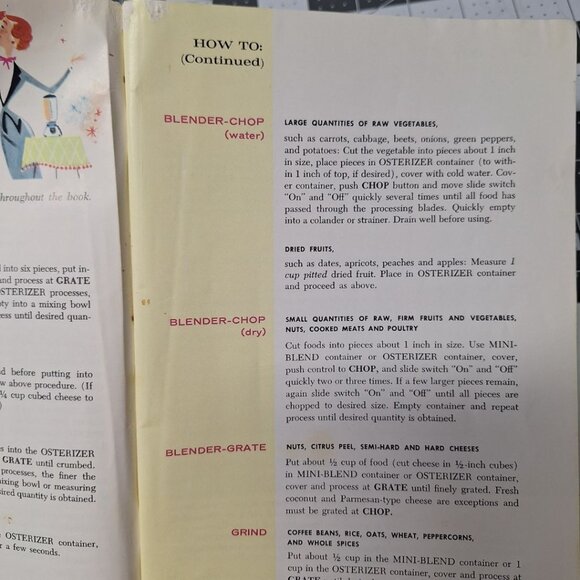 throughout the book.
into six pieces, put in-
and process at GRATE
OSTERIZER processes,
pty into a mixing bowl
cess until desired quan-
d before putting into
w above procedure. (If
¾ cup cubed cheese to
)
es into the OSTERIZER
GRATE until crumbed.
processes, the finer the
mixing bowl or measuring
sired quantity is obtained.
OSTERIZER container,
r a few seconds.
HOW TO:
(Continued)
BLENDER-CHOP
(water)
LARGE QUANTITIES OF RAW VEGETABLES,
such as carrots, cabbage, beets, onions, green peppers,
and potatoes: Cut the vegetable into pieces about 1 inch
in size, place pieces in OSTERIZER container (to with-
in 1 inch of top, if desired), cover with cold water. Cov-
er container, push CHOP button and move slide switch
"On" and "Off" quickly several times until all food has
passed through the processing blades. Quickly empty
into a colander or strainer. Drain well before using.
DRIED FRUITS,
such as dates, apricots, peaches and apples: Measure 1
cup pitted dried fruit. Place in OSTERIZER container
and proceed as above.
BLENDER-CHOP
(dry)
SMALL QUANTITIES OF RAW, FIRM FRUITS AND VEGETABLES,
NUTS, COOKED MEATS AND POULTRY
Cut foods into pieces about 1 inch in size. Use MINI-
BLEND container or OSTERIZER container, cover,
push control to CHOP, and slide switch "On" and "Off"
quickly two or three times. If a few larger pieces remain,
again slide switch "On" and "Off" until all pieces are
chopped to desired size. Empty container and repeat
process until desired quantity is obtained.
BLENDER-GRATE
NUTS, CITRUS PEEL, SEMI-HARD AND HARD CHEESES
Put about ½ cup of food (cut cheese in ½-inch cubes)
in MINI-BLEND container or OSTERIZER container,
cover and process at GRATE until finely grated. Fresh
coconut and Parmesan-type cheese are exceptions and
must be grated at CHOP.
GRIND
COFFEE BEANS, RICE, OATS, WHEAT, PEPPERCORNS,
AND WHOLE SPICES
Put about ½ cup in the MINI-BLEND container or 1
cup in the OSTERIZER container, cover and process at
GRATE